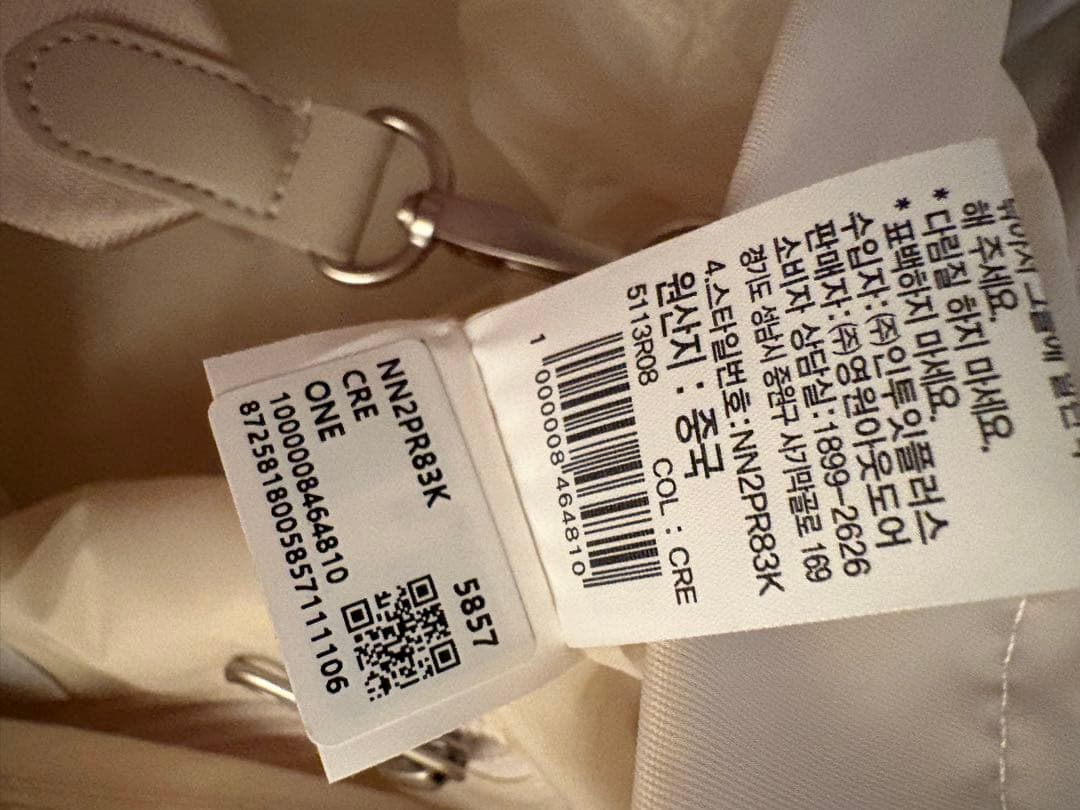 해 주세요.
* 다림질 하지 마세요.
* 표백하지 마세요.
수입자 : ㈜인투잇플러스
판매자 : ㈜영원아웃도어
소비자 상담실 : 1899-2626
경기도 성남시 중원구 사기막골로 169
4.스타일번호 : NN2PR83K
원산지 : 중국
5113R08 COL : CRE
1 000008 464810
NN2PR83K
CRE
ONE
1000008464810
8725818005857111106
5857